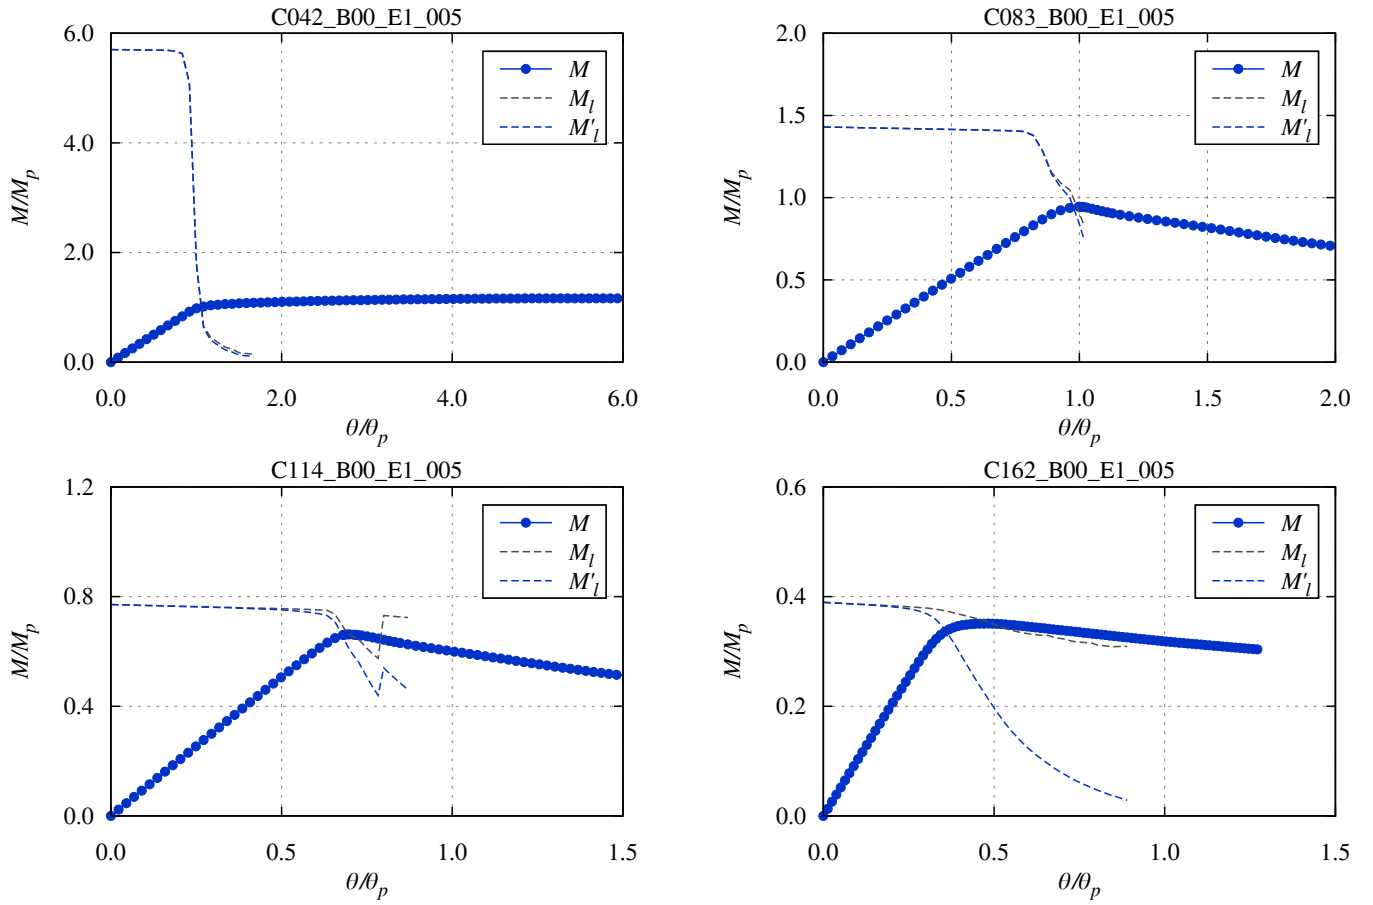 C042_B00_E1_005
6.0
4.0
2.0
0.0
M/M_p
M
M_l
M'_l
0.0 2.0 4.0 6.0
θ/θ_p
C083_B00_E1_005
2.0
1.5
1.0
0.5
0.0
M/M_p
M
M_l
M'_l
0.0 0.5 1.0 1.5 2.0
θ/θ_p
C114_B00_E1_005
1.2
0.8
0.4
0.0
M/M_p
M
M_l
M'_l
0.0 0.5 1.0 1.5
θ/θ_p
C162_B00_E1_005
0.6
0.4
0.2
0.0
M/M_p
M
M_l
M'_l
0.0 0.5 1.0 1.5
θ/θ_p